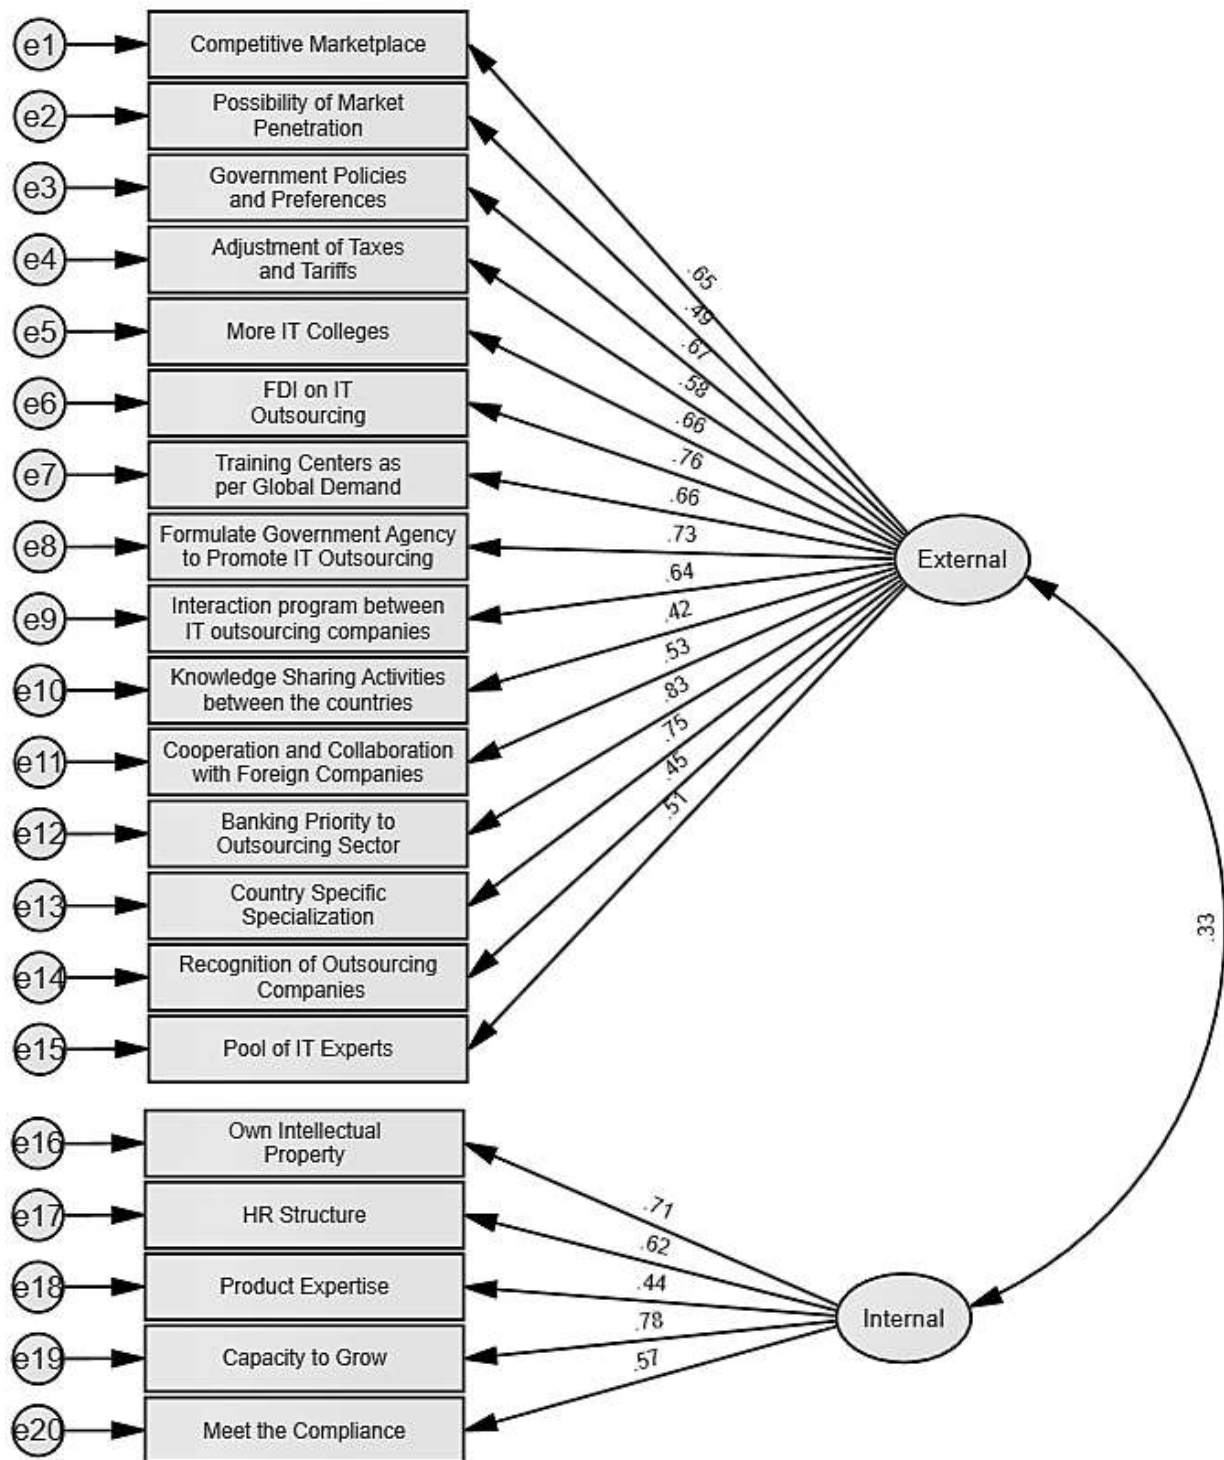 e1
Competitive Marketplace
e2
Possibility of Market
Penetration
e3
Government Policies
and Preferences
e4
Adjustment of Taxes
and Tariffs
e5
More IT Colleges
e6
FDI on IT
Outsourcing
e7
Training Centers as
per Global Demand
e8
Formulate Government Agency
to Promote IT Outsourcing
e9
Interaction program between
IT outsourcing companies
e10
Knowledge Sharing Activities
between the countries
e11
Cooperation and Collaboration
with Foreign Companies
e12
Banking Priority to
Outsourcing Sector
e13
Country Specific
Specialization
e14
Recognition of Outsourcing
Companies
e15
Pool of IT Experts
.65
.49
.67
.58
.66
.76
.66
.73
.64
.42
.53
.83
.75
.45
.51
External
.33
e16
Own Intellectual
Property
e17
HR Structure
e18
Product Expertise
e19
Capacity to Grow
e20
Meet the Compliance
.71
.62
.44
.78
.57
Internal